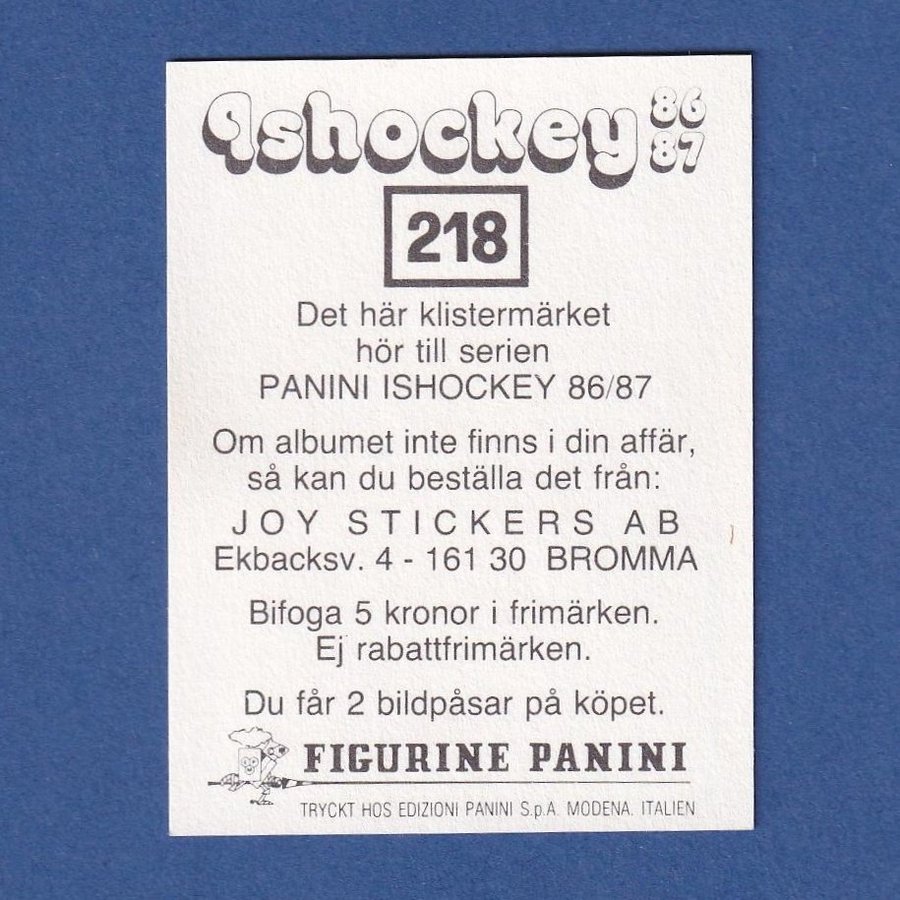 Ishockey 86 87
218
Det här klistermärket
hör till serien
PANINI ISHOCKEY 86/87
Om albumet inte finns i din affär,
så kan du beställa det från:
JOY STICKERS AB
Ekbacksv. 4 - 161 30 BROMMA
Bifoga 5 kronor i frimärken.
Ej rabattfrimärken.
Du får 2 bildpåsar på köpet.
FIGURINE PANINI
TRYCKT HOS EDIZIONI PANINI S.p.A. MODENA. ITALIEN